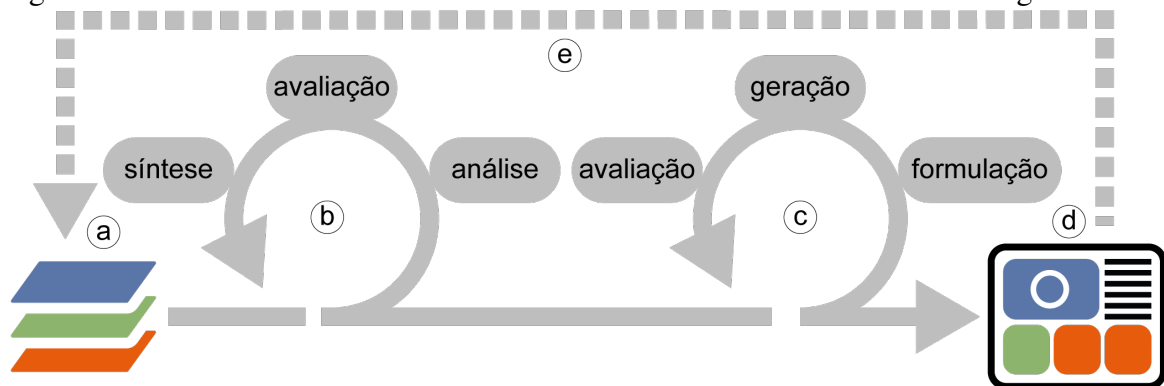 e
avaliação
geração
síntese
análise
avaliação
formulação
a
b
c
d